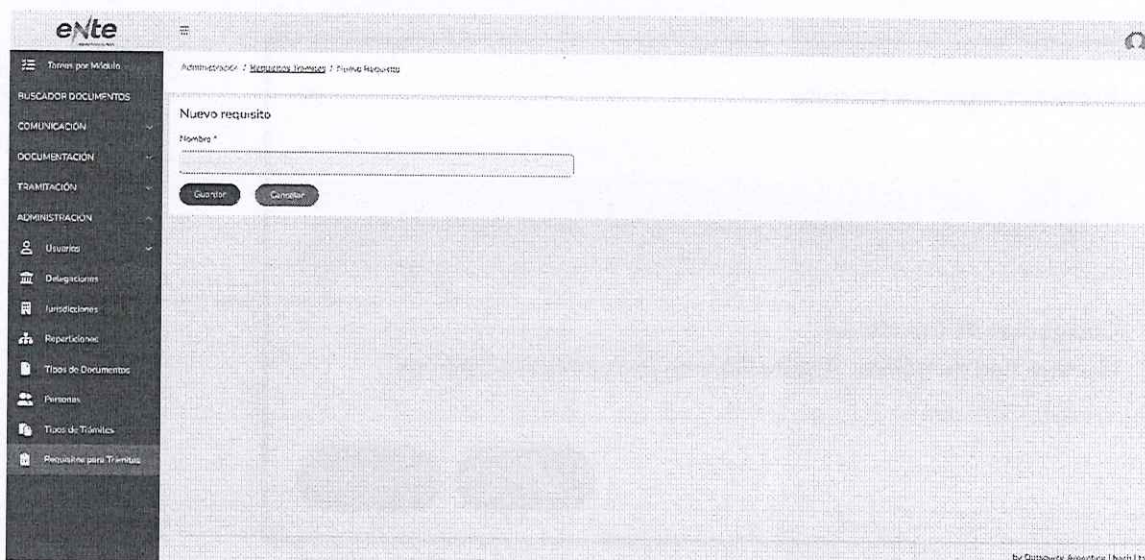 eNte
Tareas por Módulo
BUSCADOR DOCUMENTOS
COMUNICACIÓN
DOCUMENTACIÓN
TRAMITACIÓN
ADMINISTRACIÓN
Usuarios
Delegaciones
Jurisdicciones
Reparticiones
Tipos de Documentos
Personas
Tipos de Trámites
Requisitos para Trámites
Administración / Requisitos Trámites / Nuevo Requisito
Nuevo requisito
Nombre *
Guardar Cancelar
by